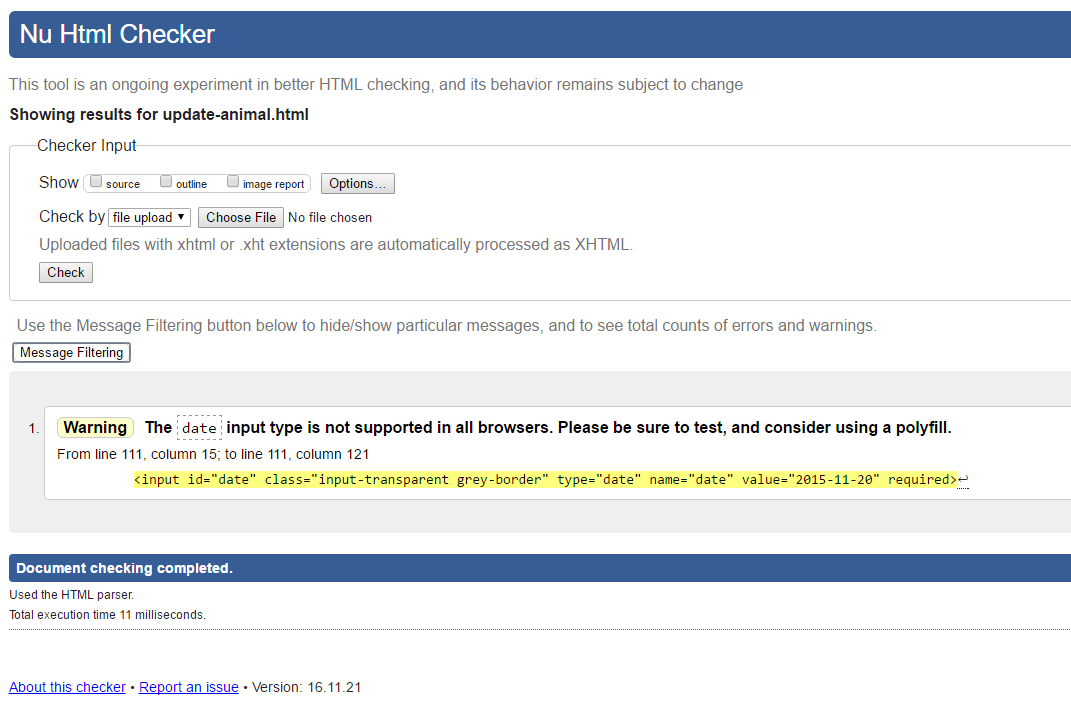 Nu Html Checker
This tool is an ongoing experiment in better HTML checking, and its behavior remains subject to change
Showing results for update-animal.html
Checker Input
Show source outline image report Options...
Check by file upload ▼ Choose File No file chosen
Uploaded files with xhtml or .xht extensions are automatically processed as XHTML.
Check
Use the Message Filtering button below to hide/show particular messages, and to see total counts of errors and warnings.
Message Filtering
1. Warning The date input type is not supported in all browsers. Please be sure to test, and consider using a polyfill.
From line 111, column 15; to line 111, column 121
<input id="date" class="input-transparent grey-border" type="date" name="date" value="2015-11-20" required>↩
Document checking completed.
Used the HTML parser.
Total execution time 11 milliseconds.
About this checker • Report an issue • Version: 16.11.21